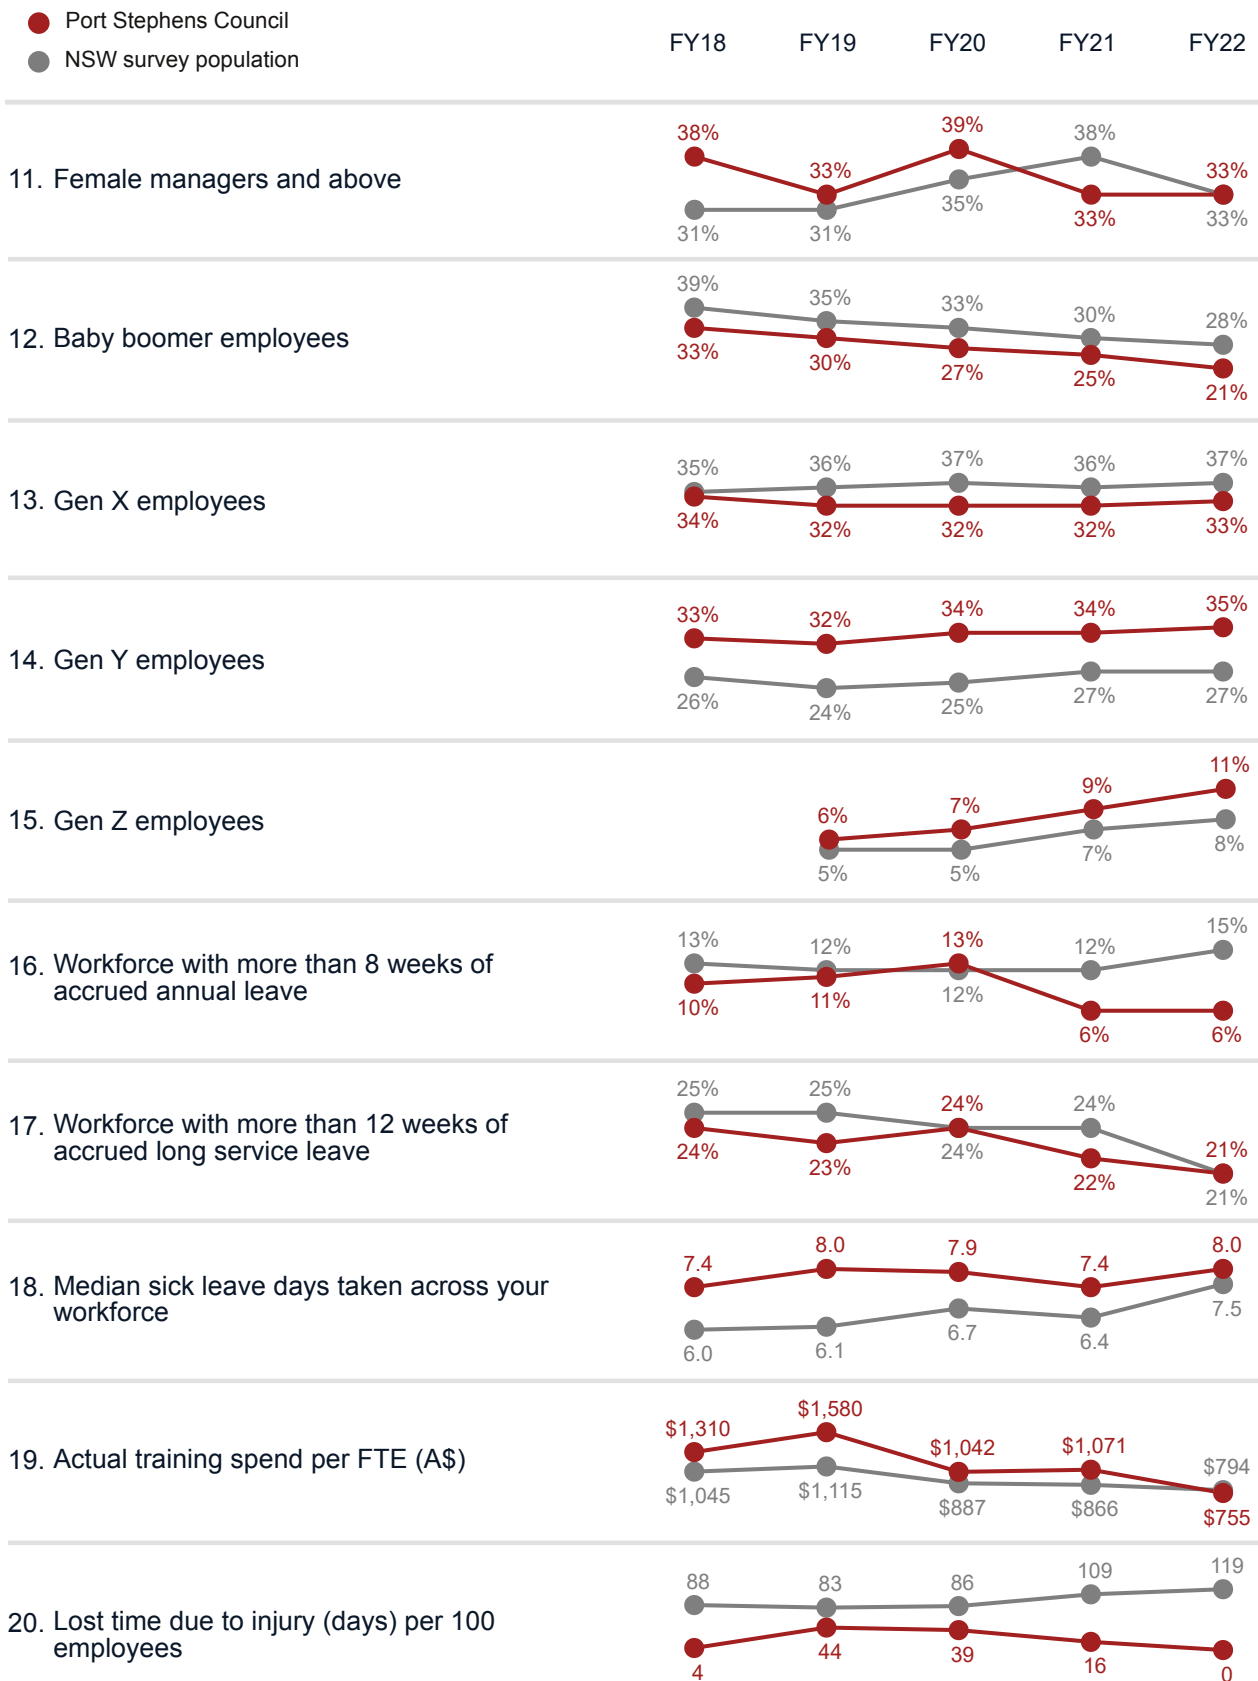 Port Stephens Council
NSW survey population
FY18 FY19 FY20 FY21 FY22
11. Female managers and above
38% 33% 39% 38% 33%
31% 31% 35% 33% 33%
12. Baby boomer employees
39% 35% 33% 30% 28%
33% 30% 27% 25% 21%
13. Gen X employees
35% 36% 37% 36% 37%
34% 32% 32% 32% 33%
14. Gen Y employees
33% 32% 34% 34% 35%
26% 24% 25% 27% 27%
15. Gen Z employees
6% 7% 9% 11%
5% 5% 7% 8%
16. Workforce with more than 8 weeks of
accrued annual leave
13% 12% 13% 12% 15%
10% 11% 12% 6% 6%
17. Workforce with more than 12 weeks of
accrued long service leave
25% 25% 24% 24% 21%
24% 23% 24% 22% 21%
18. Median sick leave days taken across your
workforce
7.4 8.0 7.9 7.4 8.0
6.0 6.1 6.7 6.4 7.5
19. Actual training spend per FTE (A$)
$1,310 $1,580 $1,042 $1,071 $794
$1,045 $1,115 $887 $866 $755
20. Lost time due to injury (days) per 100
employees
88 83 86 109 119
4 44 39 16 0